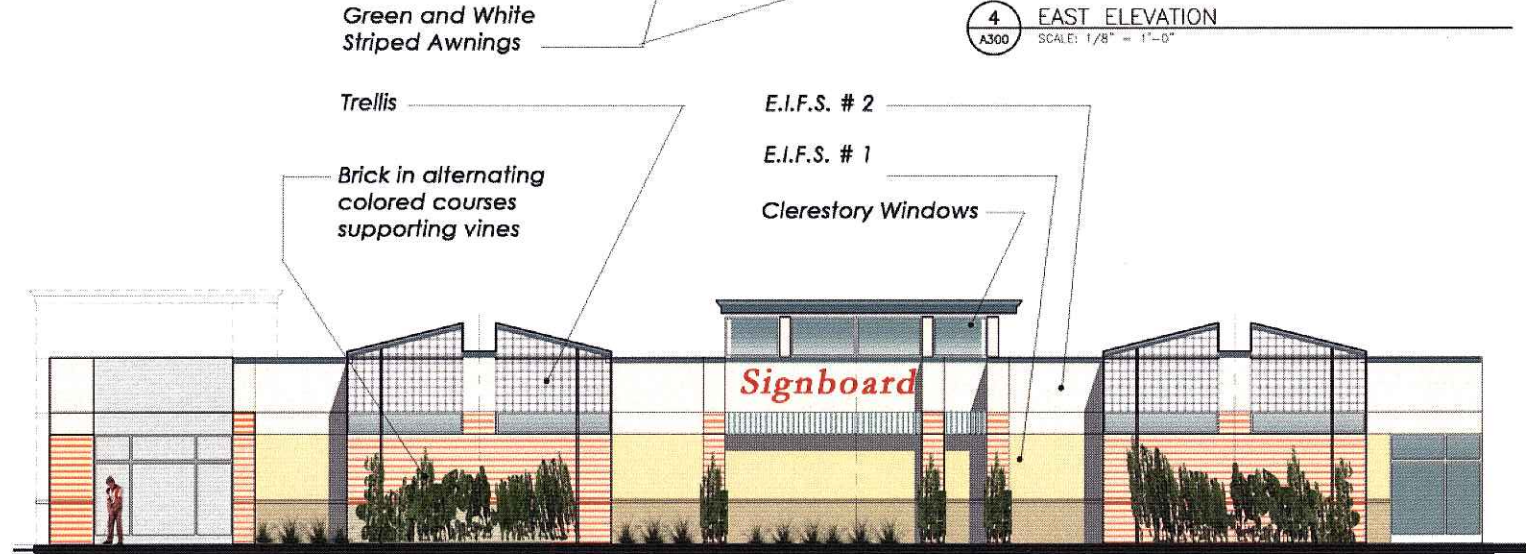 Green and White
Striped Awnings
4
A300
EAST ELEVATION
SCALE: 1/8" = 1'-0"
Trellis
Brick in alternating
colored courses
supporting vines
E.I.F.S. # 2
E.I.F.S. # 1
Clerestory Windows
Signboard